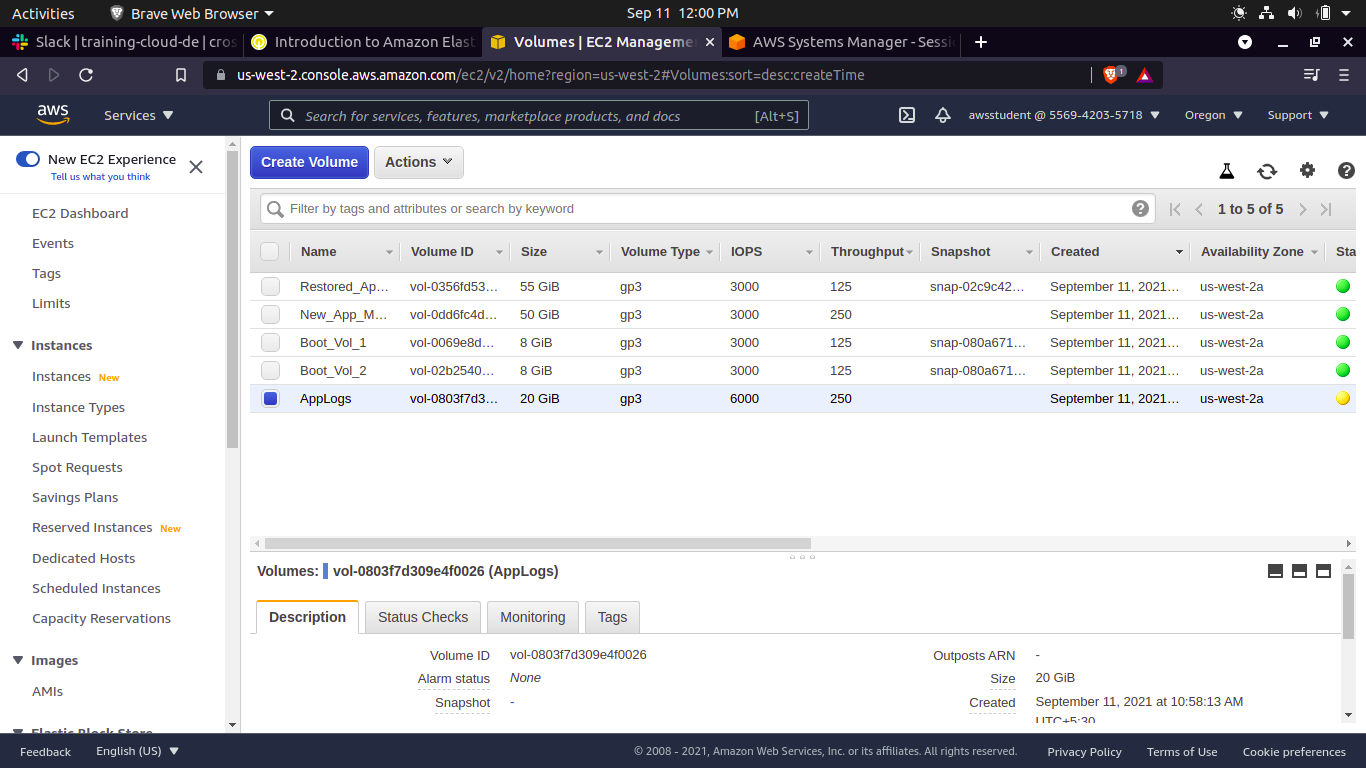 Activities
Brave Web Browser
Sep 11 12:00 PM
Slack | training-cloud-de | cros
Introduction to Amazon Elast
Volumes | EC2 Manageme
AWS Systems Manager - Sessi
us-west-2.console.aws.amazon.com/ec2/v2/home?region=us-west-2#Volumes:sort=desc:createTime
1
aws
Services
Search for services, features, marketplace products, and docs [Alt+S]
awsstudent @ 5569-4203-5718
Oregon
Support
New EC2 Experience
Tell us what you think
EC2 Dashboard
Events
Tags
Limits
Instances
Instances New
Instance Types
Launch Templates
Spot Requests
Savings Plans
Reserved Instances New
Dedicated Hosts
Scheduled Instances
Capacity Reservations
Images
AMIs
Elastic Block Store
Create Volume
Actions
Filter by tags and attributes or search by keyword
1 to 5 of 5
Name Volume ID Size Volume Type IOPS Throughput Snapshot Created Availability Zone Sta
Restored_Ap... vol-0356fd53... 55 GiB gp3 3000 125 snap-02c9c42... September 11, 2021... us-west-2a
New_App_M... vol-0dd6fc4d... 50 GiB gp3 3000 250 September 11, 2021... us-west-2a
Boot_Vol_1 vol-0069e8d... 8 GiB gp3 3000 125 snap-080a671... September 11, 2021... us-west-2a
Boot_Vol_2 vol-02b2540... 8 GiB gp3 3000 125 snap-080a671... September 11, 2021... us-west-2a
AppLogs vol-0803f7d3... 20 GiB gp3 6000 250 September 11, 2021... us-west-2a
Volumes: vol-0803f7d309e4f0026 (AppLogs)
Description
Status Checks
Monitoring
Tags
Volume ID vol-0803f7d309e4f0026
Alarm status None
Snapshot -
Outposts ARN -
Size 20 GiB
Created September 11, 2021 at 10:58:13 AM
UTC+5:30
Feedback
English (US)
© 2008 - 2021, Amazon Web Services, Inc. or its affiliates. All rights reserved.
Privacy Policy
Terms of Use
Cookie preferences